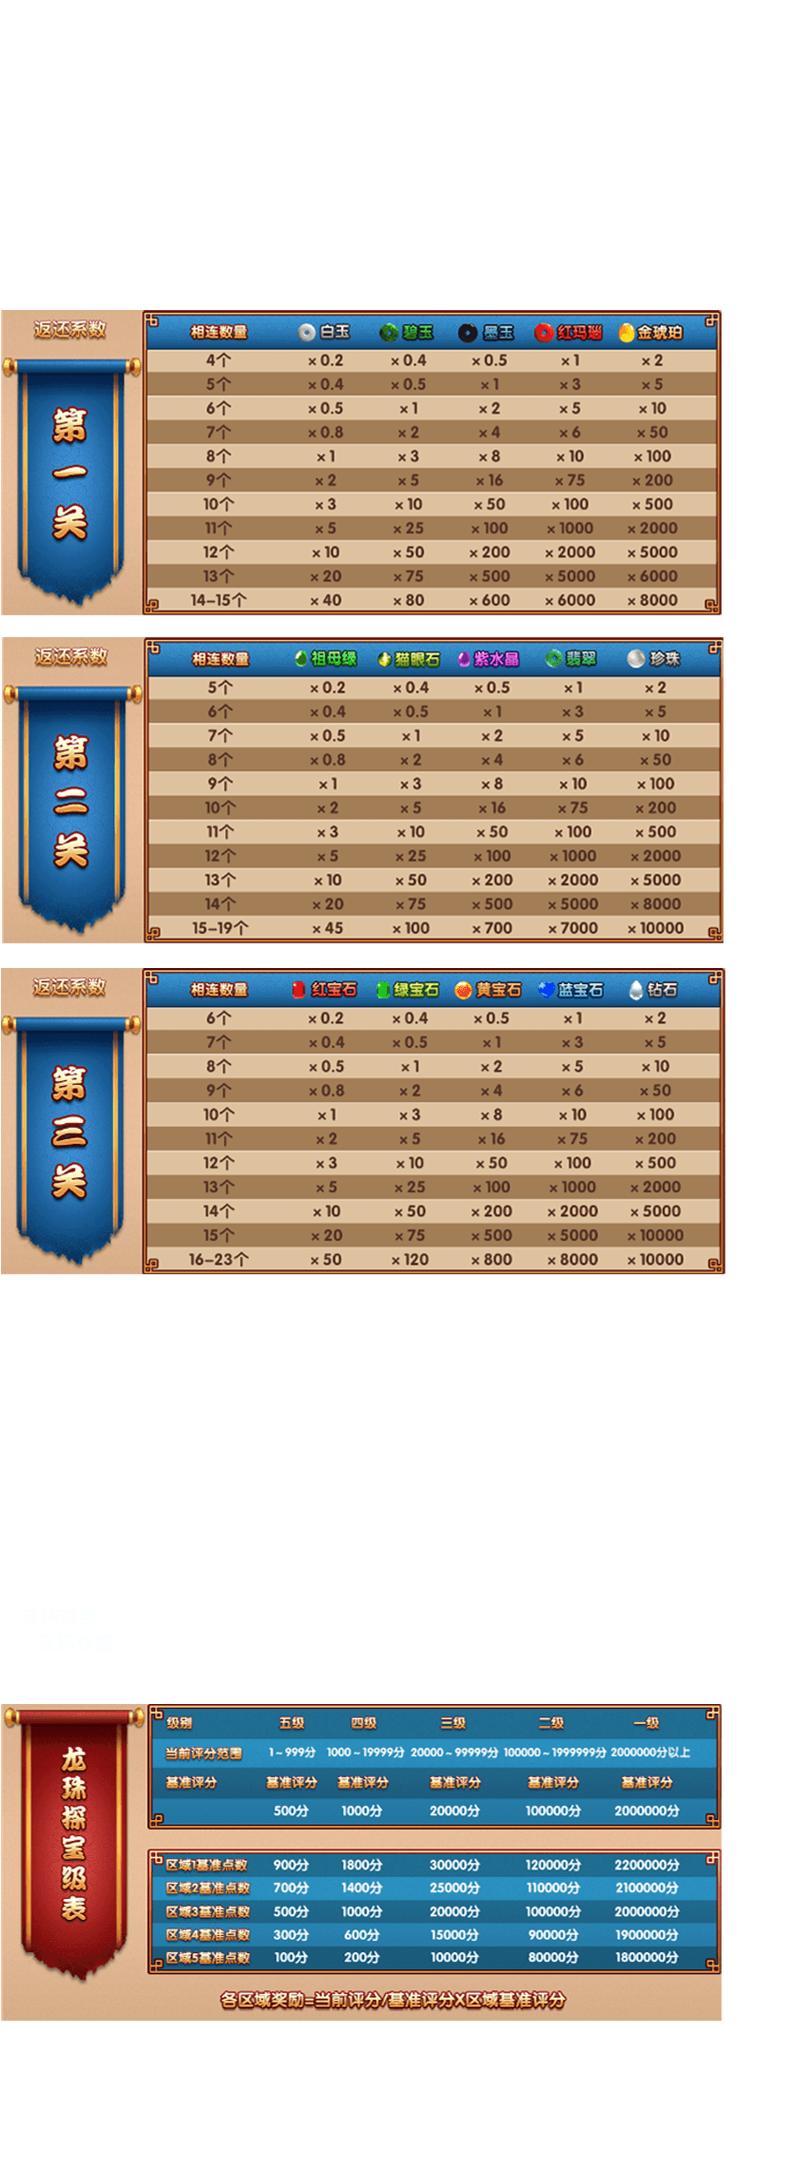 返还系数
第一关
相连数量 白玉 碧玉 墨玉 红玛瑙 金琥珀
4个 ×0.2 ×0.4 ×0.5 ×1 ×2
5个 ×0.4 ×0.5 ×1 ×3 ×5
6个 ×0.5 ×1 ×2 ×5 ×10
7个 ×0.8 ×2 ×4 ×6 ×50
8个 ×1 ×3 ×8 ×10 ×100
9个 ×2 ×5 ×16 ×75 ×200
10个 ×3 ×10 ×50 ×100 ×500
11个 ×5 ×25 ×100 ×1000 ×2000
12个 ×10 ×50 ×200 ×2000 ×5000
13个 ×20 ×75 ×500 ×5000 ×6000
14-15个 ×40 ×80 ×600 ×6000 ×8000
返还系数
第二关
相连数量 祖母绿 猫眼石 紫水晶 翡翠 珍珠
5个 ×0.2 ×0.4 ×0.5 ×1 ×2
6个 ×0.4 ×0.5 ×1 ×3 ×5
7个 ×0.5 ×1 ×2 ×5 ×10
8个 ×0.8 ×2 ×4 ×6 ×50
9个 ×1 ×3 ×8 ×10 ×100
10个 ×2 ×5 ×16 ×75 ×200
11个 ×3 ×10 ×50 ×100 ×500
12个 ×5 ×25 ×100 ×1000 ×2000
13个 ×10 ×50 ×200 ×2000 ×5000
14个 ×20 ×75 ×500 ×5000 ×8000
15-19个 ×45 ×100 ×700 ×7000 ×10000
返还系数
第三关
相连数量 红宝石 绿宝石 黄宝石 蓝宝石 钻石
6个 ×0.2 ×0.4 ×0.5 ×1 ×2
7个 ×0.4 ×0.5 ×1 ×3 ×5
8个 ×0.5 ×1 ×2 ×5 ×10
9个 ×0.8 ×2 ×4 ×6 ×50
10个 ×1 ×3 ×8 ×10 ×100
11个 ×2 ×5 ×16 ×75 ×200
12个 ×3 ×10 ×50 ×100 ×500
13个 ×5 ×25 ×100 ×1000 ×2000
14个 ×10 ×50 ×200 ×2000 ×5000
15个 ×20 ×75 ×500 ×5000 ×10000
16-23个 ×50 ×120 ×800 ×8000 ×10000
龙珠探宝级表
级别 五级 四级 三级 二级 一级
当前评分范围 1~999分 1000~19999分 20000~99999分 100000~1999999分 2000000分以上
基准评分 基准评分 基准评分 基准评分 基准评分 基准评分
500分 1000分 20000分 100000分 2000000分
区域1基准点数 900分 1800分 30000分 120000分 2200000分
区域2基准点数 700分 1400分 25000分 110000分 2100000分
区域3基准点数 500分 1000分 20000分 100000分 2000000分
区域4基准点数 300分 600分 15000分 90000分 1900000分
区域5基准点数 100分 200分 10000分 80000分 1800000分
各区域奖励=当前评分/基准评分X区域基准评分